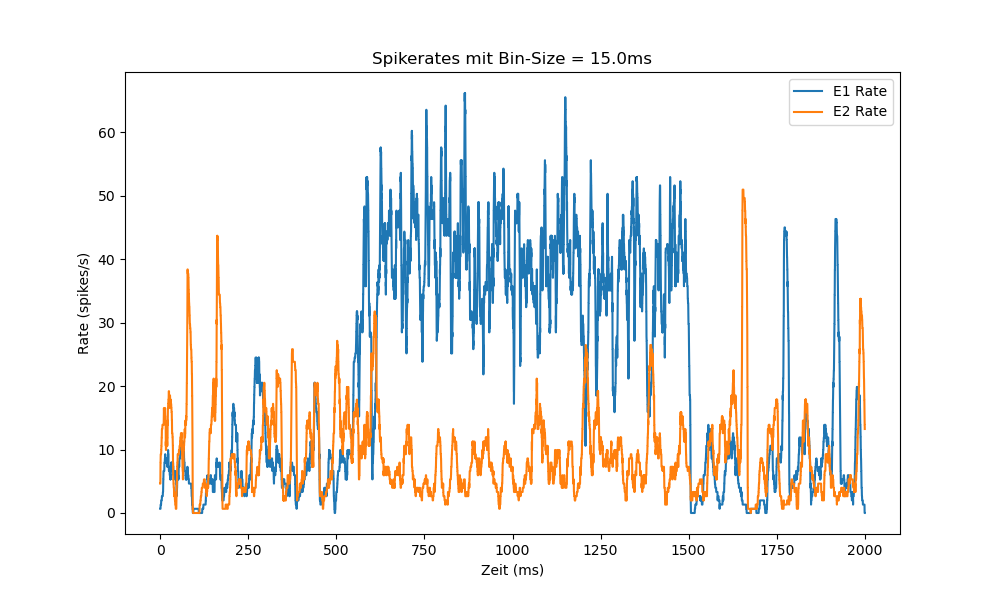 Spikerates mit Bin-Size = 15.0ms
E1 Rate
E2 Rate
Rate (spikes/s)
60
50
40
30
20
10
0
0 250 500 750 1000 1250 1500 1750 2000
Zeit (ms)